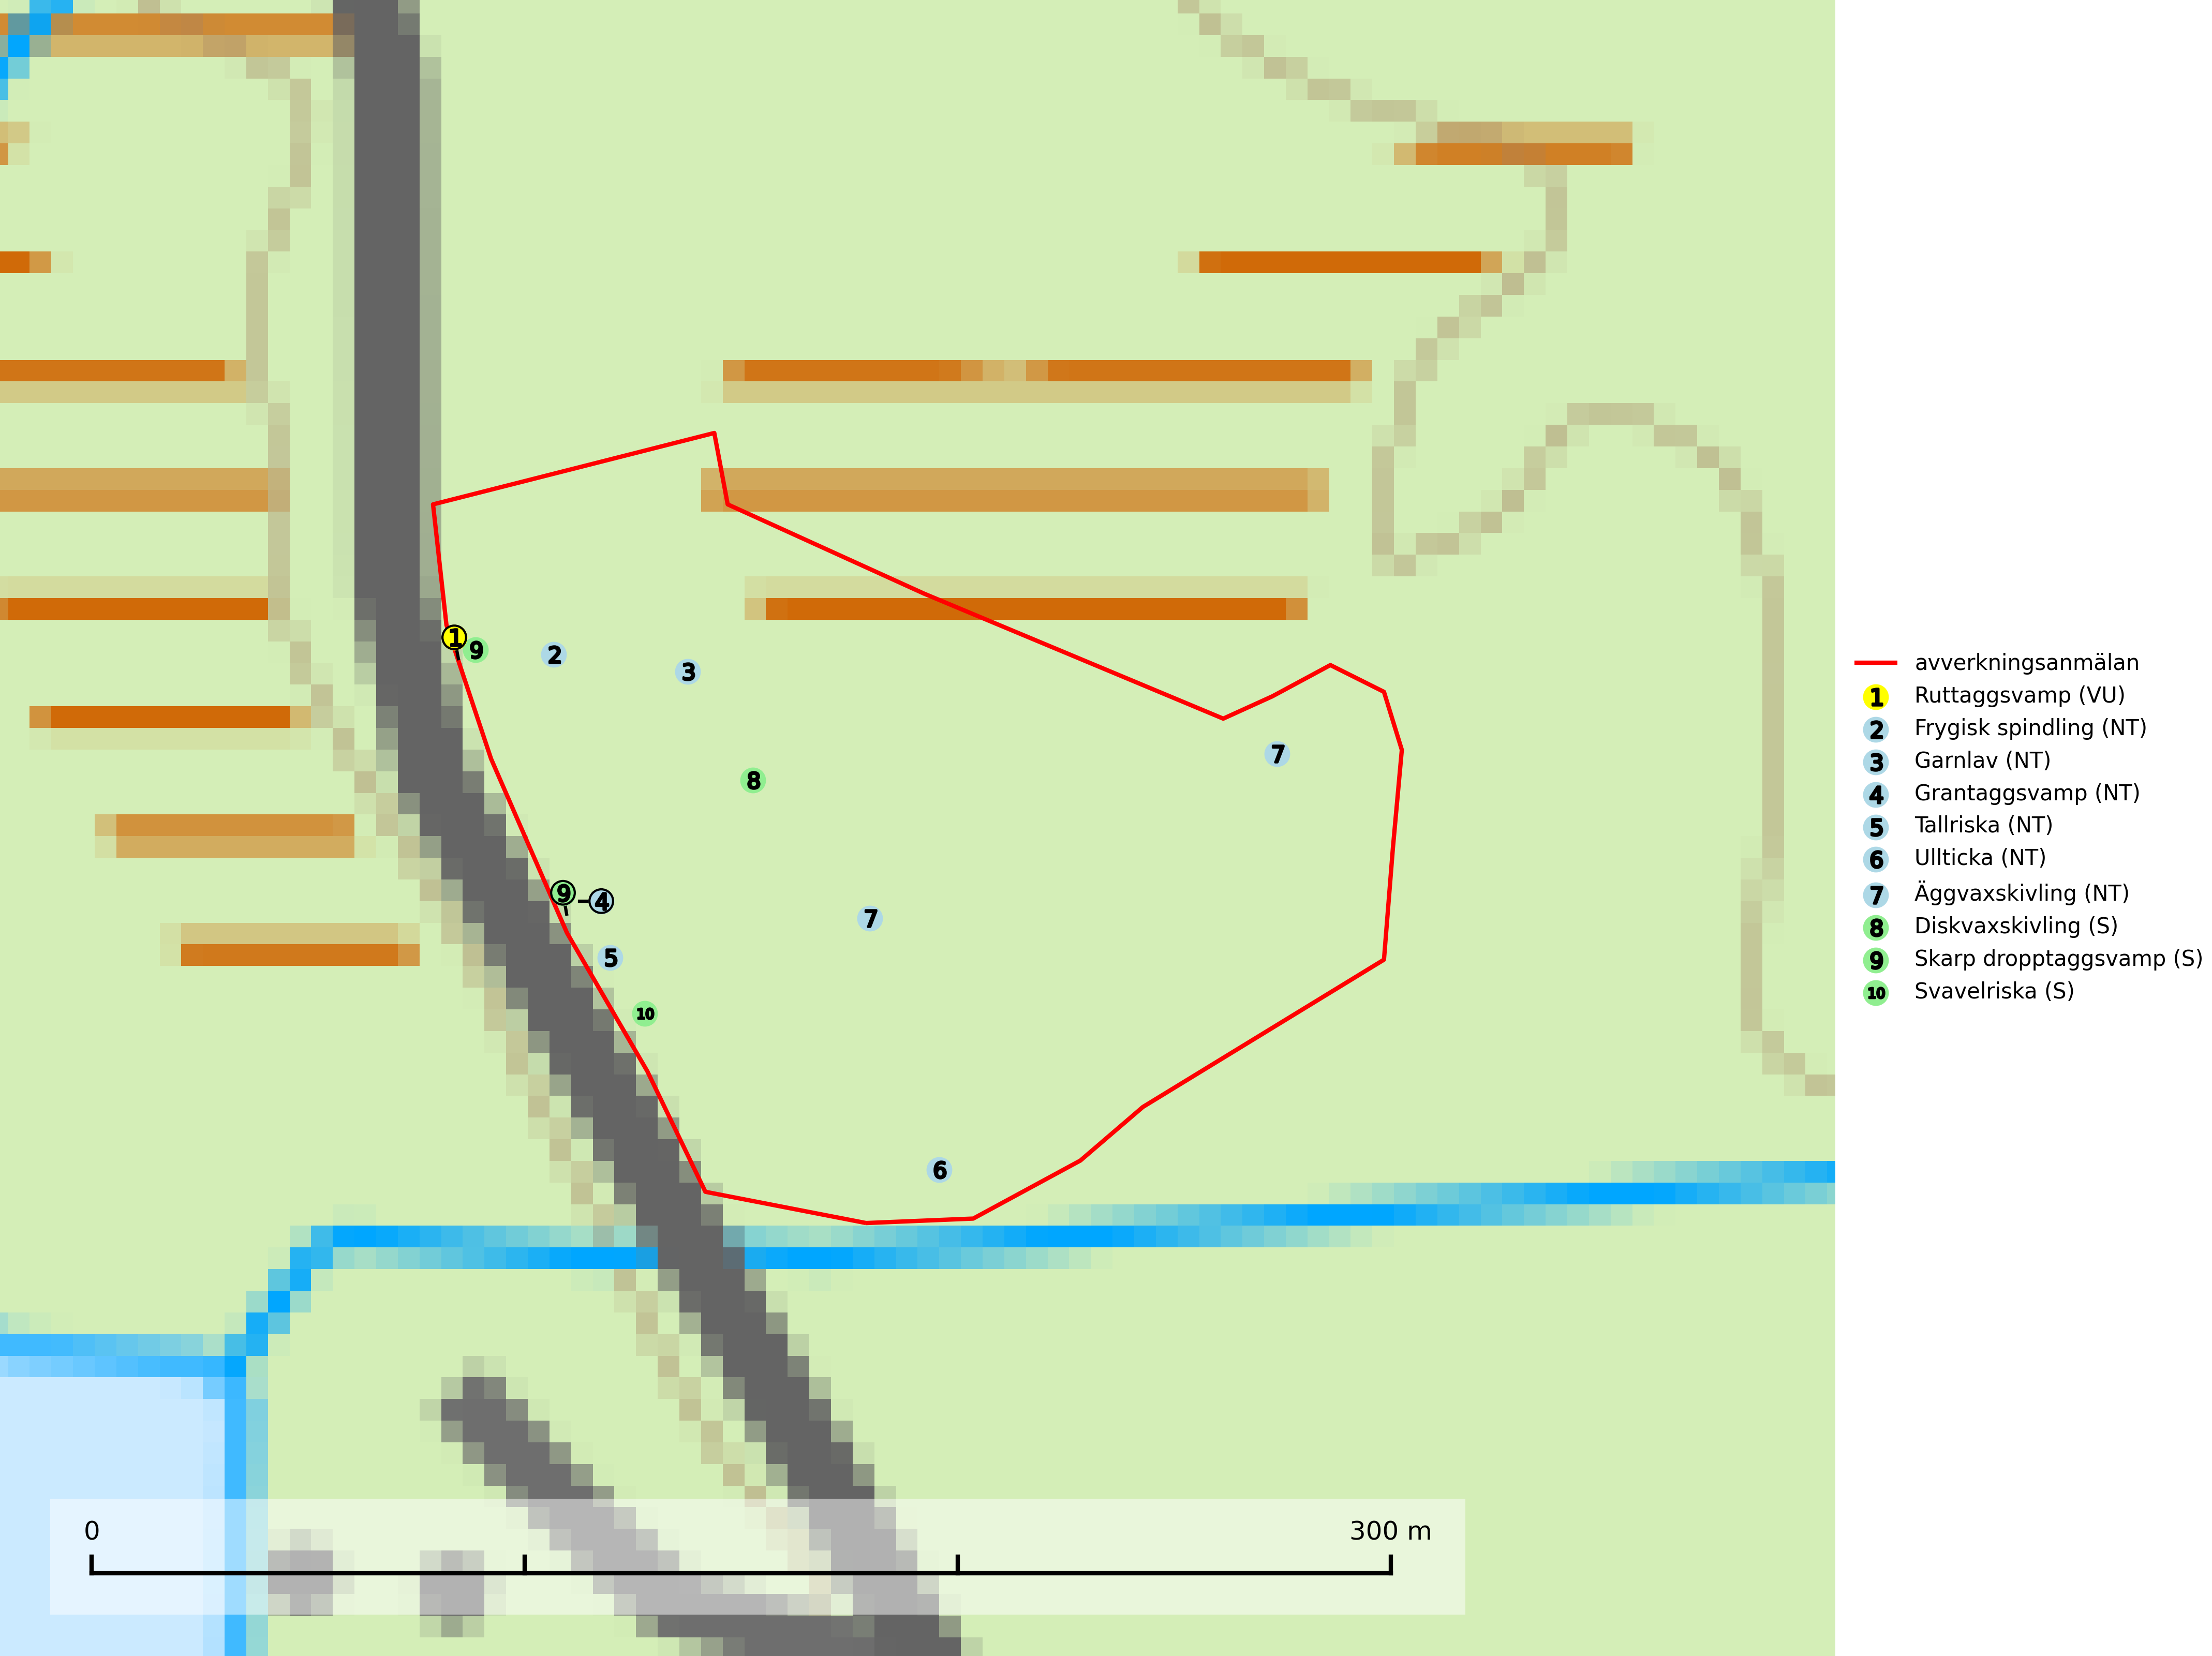 1
9
2
3
7
8
9
4
7
5
10
6
0
300 m
avverkningsanmälan
1 Ruttaggsvamp (VU)
2 Frygisk spindling (NT)
3 Garnlav (NT)
4 Grantaggsvamp (NT)
5 Tallriska (NT)
6 Ullticka (NT)
7 Äggvaxskivling (NT)
8 Diskvaxskivling (S)
9 Skarp dropptaggsvamp (S)
10 Svavelriska (S)